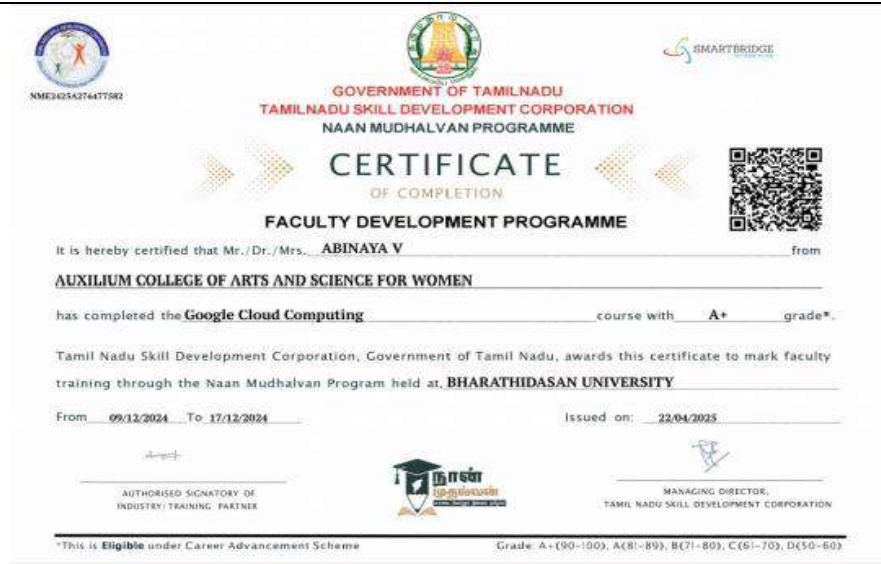 SMARTBRIDGE
NME2425A276477582
GOVERNMENT OF TAMILNADU
TAMILNADU SKILL DEVELOPMENT CORPORATION
NAAN MUDHALVAN PROGRAMME
CERTIFICATE
OF COMPLETION
FACULTY DEVELOPMENT PROGRAMME
It is hereby certified that Mr./Dr./Mrs. ABINAYA V from
AUXILIUM COLLEGE OF ARTS AND SCIENCE FOR WOMEN
has completed the Google Cloud Computing course with A+ grade*.
Tamil Nadu Skill Development Corporation, Government of Tamil Nadu, awards this certificate to mark faculty
training through the Naan Mudhalvan Program held at, BHARATHIDASAN UNIVERSITY
From 09/12/2024 To 17/12/2024 Issued on: 22/04/2025
நான்
முதல்வன்
AUTHORISED SIGNATORY OF
INDUSTRY/TRAINING PARTNER
MANAGING DIRECTOR,
TAMIL NADU SKILL DEVELOPMENT CORPORATION
*This is Eligible under Career Advancement Scheme Grade: A+(90-100), A(81-89), B(71-80), C(61-70), D(50-60)